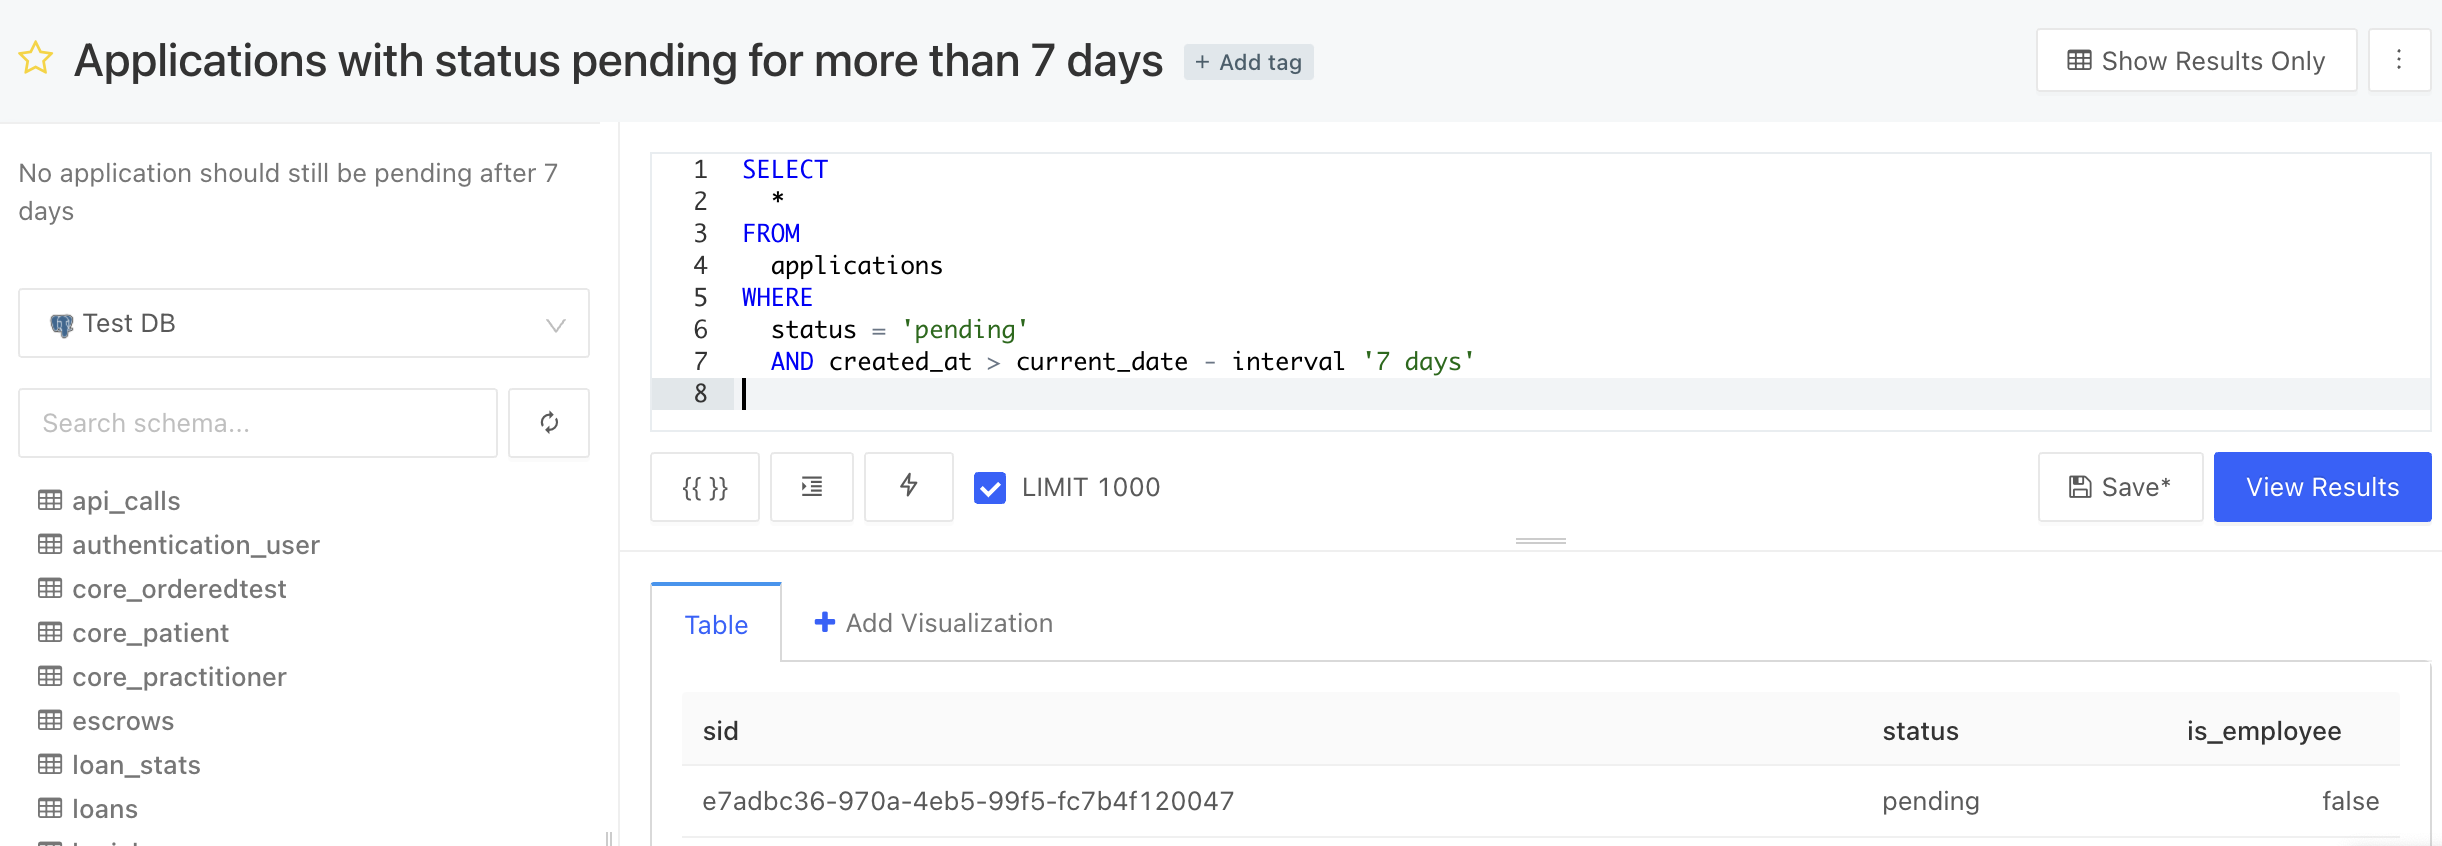 Applications with status pending for more than 7 days
+ Add tag
Show Results Only
No application should still be pending after 7
days
Test DB
Search schema...
api_calls
authentication_user
core_orderedtest
core_patient
core_practitioner
escrows
loan_stats
loans
1 SELECT
2 *
3 FROM
4 applications
5 WHERE
6 status = 'pending'
7 AND created_at > current_date - interval '7 days'
8
{{ }}
LIMIT 1000
Save*
View Results
Table
+ Add Visualization
sid status is_employee
e7adbc36-970a-4eb5-99f5-fc7b4f120047 pending false